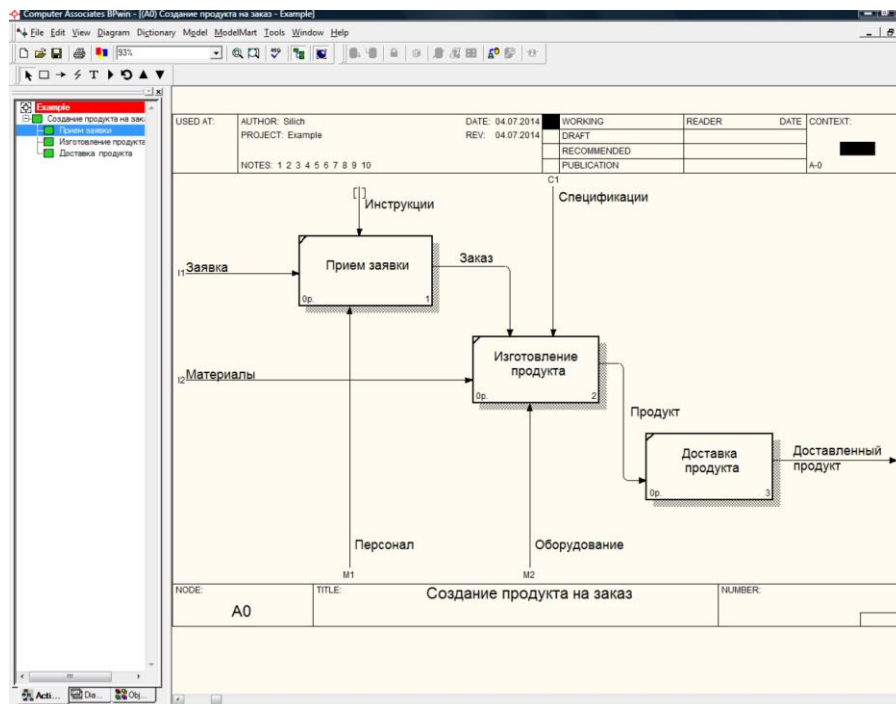 Computer Associates BPwin - [(A0) Создание продукта на заказ - Example]
File Edit View Diagram Dictionary Model ModelMart Tools Window Help
93%
Example
Создание продукта на зак
Прием заявки
Изготовление продукта
Доставка продукта
USED AT:
AUTHOR: Silich
DATE: 04.07.2014
WORKING
READER
DATE
CONTEXT:
PROJECT: Example
REV: 04.07.2014
DRAFT
RECOMMENDED
NOTES: 1 2 3 4 5 6 7 8 9 10
PUBLICATION
A-0
C1
Инструкции
Спецификации
I1 Заявка
Прием заявки
0р.
1
Заказ
I2 Материалы
Изготовление
продукта
0р.
2
Продукт
Доставка
продукта
0р.
3
Доставленный
продукт
Персонал
Оборудование
M1
M2
NODE:
TITLE:
NUMBER:
A0
Создание продукта на заказ
Acti...
Dia...
Obj...